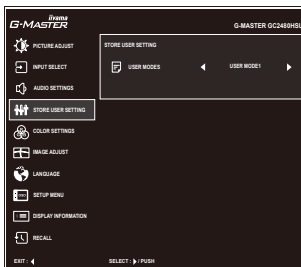 iiyama
G-MASTER
G-MASTER GC2480HSU
PICTURE ADJUST
INPUT SELECT
AUDIO SETTINGS
STORE USER SETTING
COLOR SETTINGS
IMAGE ADJUST
LANGUAGE
OSD
SETUP MENU
DISPLAY INFORMATION
RECALL
STORE USER SETTING
USER MODES
USER MODE1
EXIT :
SELECT : / PUSH